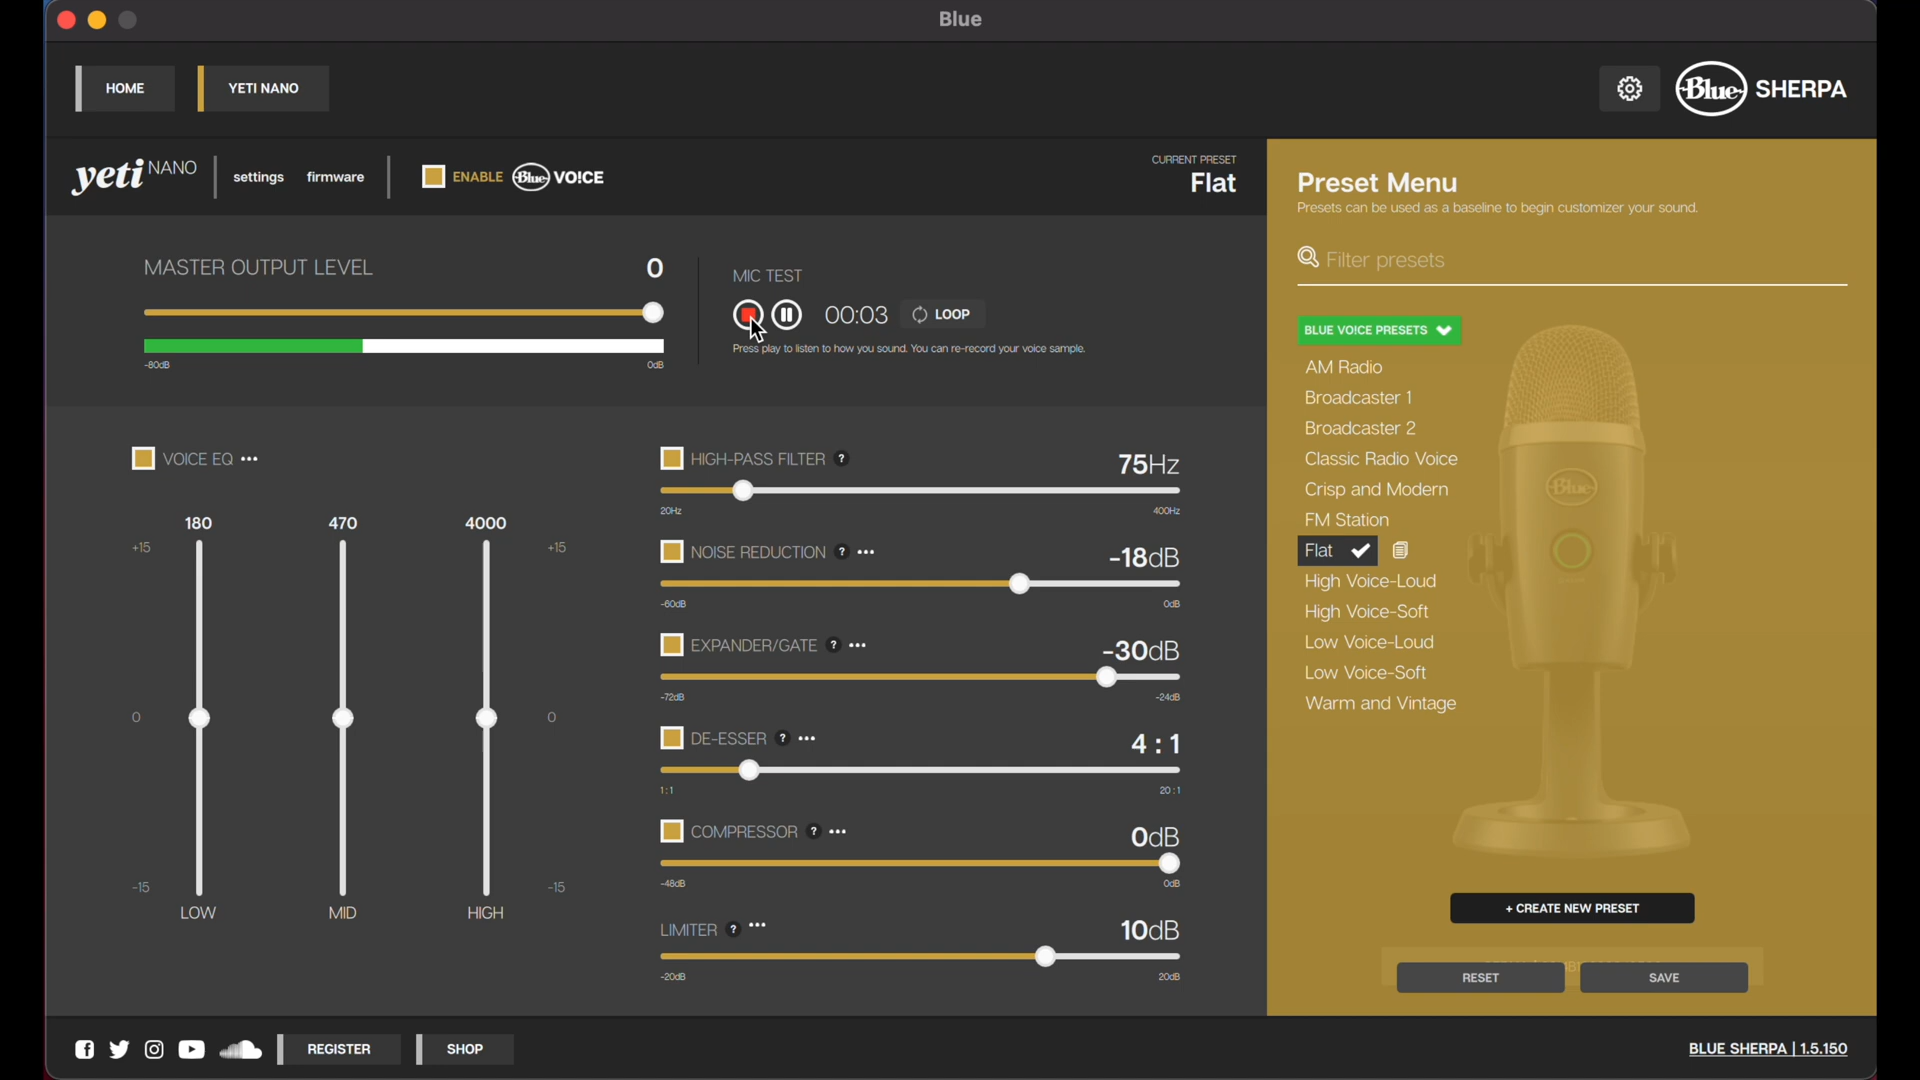 Blue
HOME
YETI NANO
Blue SHERPA
yeti NANO
settings
firmware
ENABLE Blue VO!CE
CURRENT PRESET
Flat
MASTER OUTPUT LEVEL
0
-80dB
0dB
MIC TEST
00:03
LOOP
Press play to listen to how you sound. You can re-record your voice sample.
VOICE EQ
180
470
4000
+15
+15
0
0
-15
-15
LOW
MID
HIGH
HIGH-PASS FILTER ?
75Hz
20Hz
400Hz
NOISE REDUCTION ?
-18dB
-60dB
0dB
EXPANDER/GATE ?
-30dB
-72dB
-24dB
DE-ESSER ?
4 : 1
1 : 1
20 : 1
COMPRESSOR ?
0dB
-48dB
0dB
LIMITER ?
10dB
-20dB
20dB
Preset Menu
Presets can be used as a baseline to begin customizer your sound.
Filter presets
BLUE VO!CE PRESETS
AM Radio
Broadcaster 1
Broadcaster 2
Classic Radio Voice
Crisp and Modern
FM Station
Flat
High Voice-Loud
High Voice-Soft
Low Voice-Loud
Low Voice-Soft
Warm and Vintage
Blue
+ CREATE NEW PRESET
RESET
SAVE
REGISTER
SHOP
BLUE SHERPA | 1.5.150